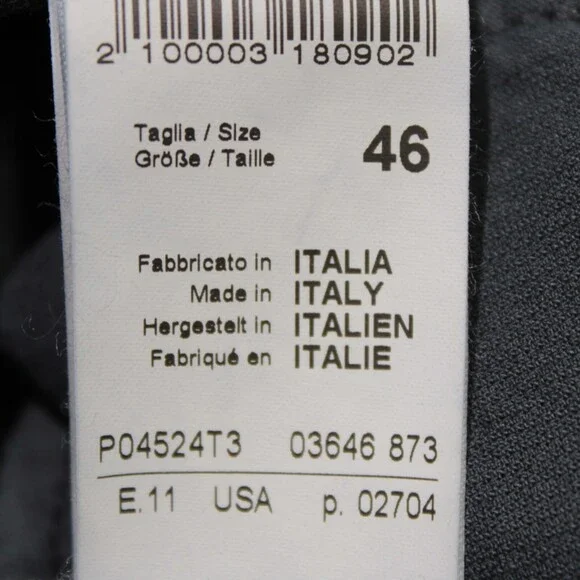 2 100003 180902
Taglia / Size
Größe / Taille
46
Fabbricato in ITALIA
Made in ITALY
Hergestelt in ITALIEN
Fabriqué en ITALIE
P04524T3 03646 873
E.11 USA p. 02704